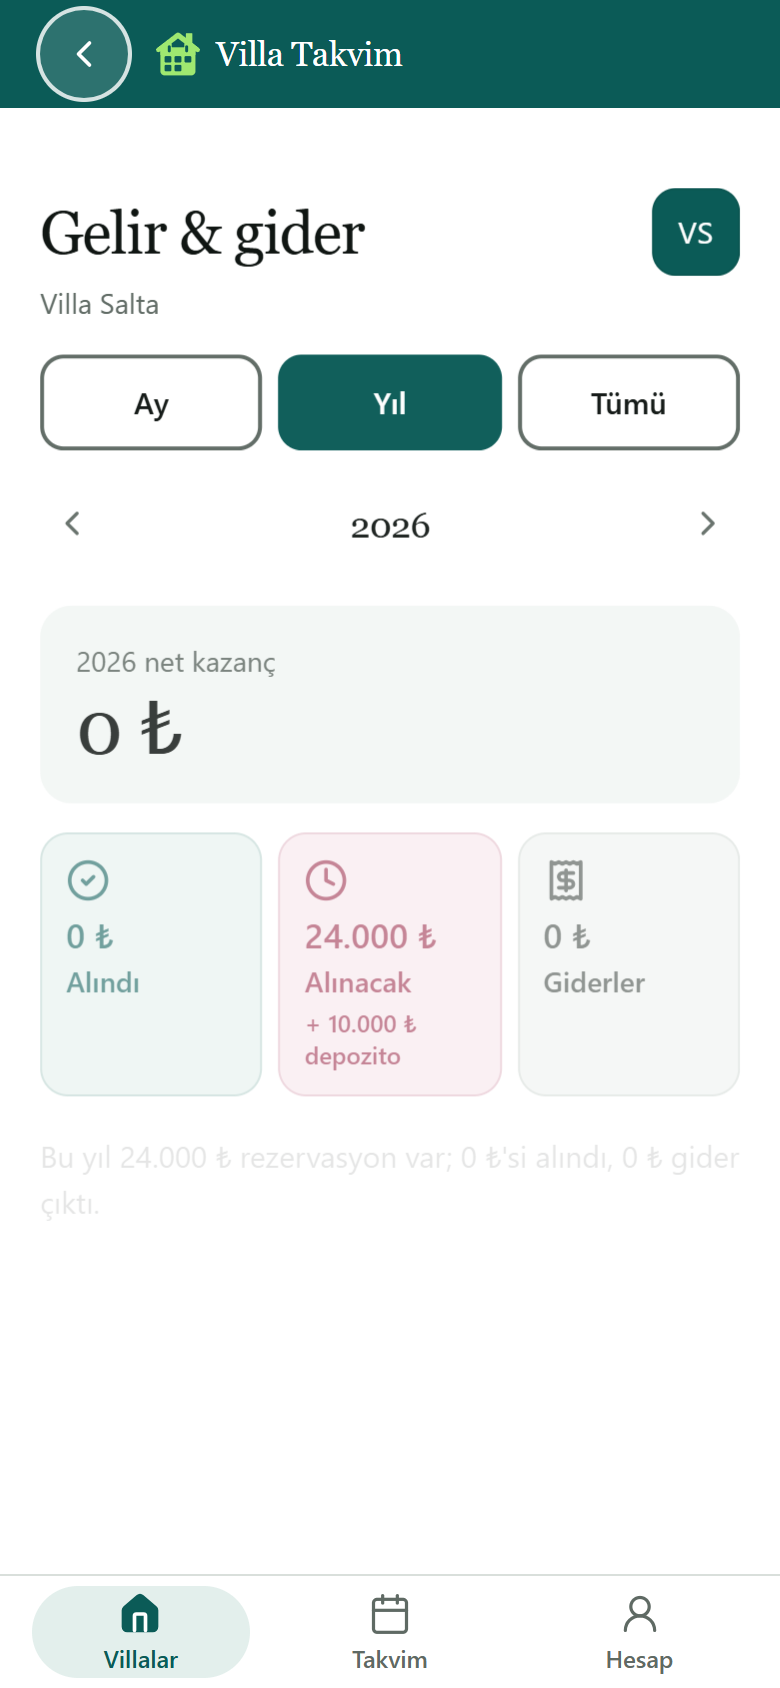 Villa Takvim
Gelir & gider
VS
Villa Salta
Ay
Yıl
Tümü
2026
2026 net kazanç
0 ₺
0 ₺
Alındı
24.000 ₺
Alınacak
+ 10.000 ₺
depozito
0 ₺
Giderler
Bu yıl 24.000 ₺ rezervasyon var; 0 ₺'si alındı, 0 ₺ gider
çıktı.
Villalar
Takvim
Hesap